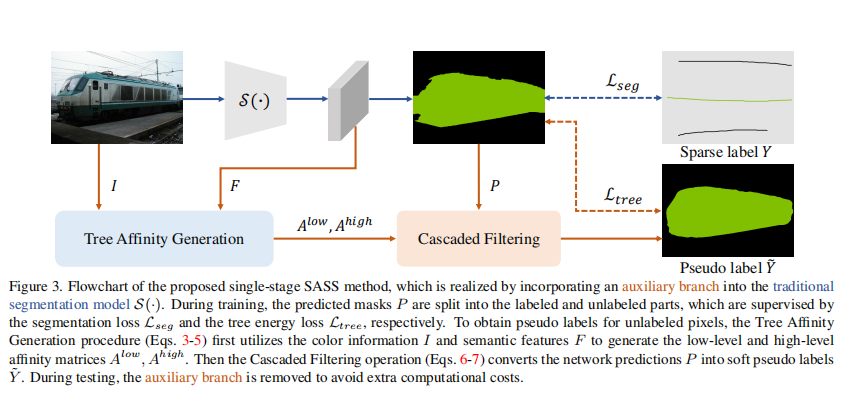 S(·)
ℒ_seg
Sparse label Y
I
F
P
ℒ_tree
Tree Affinity Generation
A^low, A^high
Cascaded Filtering
Pseudo label Ỹ
Figure 3. Flowchart of the proposed single-stage SASS method, which is realized by incorporating an auxiliary branch into the traditional
segmentation model S(·). During training, the predicted masks P are split into the labeled and unlabeled parts, which are supervised by
the segmentation loss ℒ_seg and the tree energy loss ℒ_tree, respectively. To obtain pseudo labels for unlabeled pixels, the Tree Affinity
Generation procedure (Eqs. 3-5) first utilizes the color information I and semantic features F to generate the low-level and high-level
affinity matrices A^low, A^high. Then the Cascaded Filtering operation (Eqs. 6-7) converts the network predictions P into soft pseudo labels
Ỹ. During testing, the auxiliary branch is removed to avoid extra computational costs.